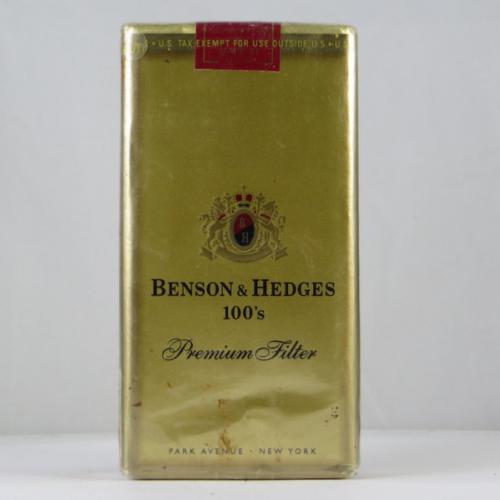 • U.S. TAX EXEMPT FOR USE OUTSIDE U.S. • U.S
B
H
BENSON & HEDGES
100's
Premium Filter
PARK AVENUE · NEW YORK